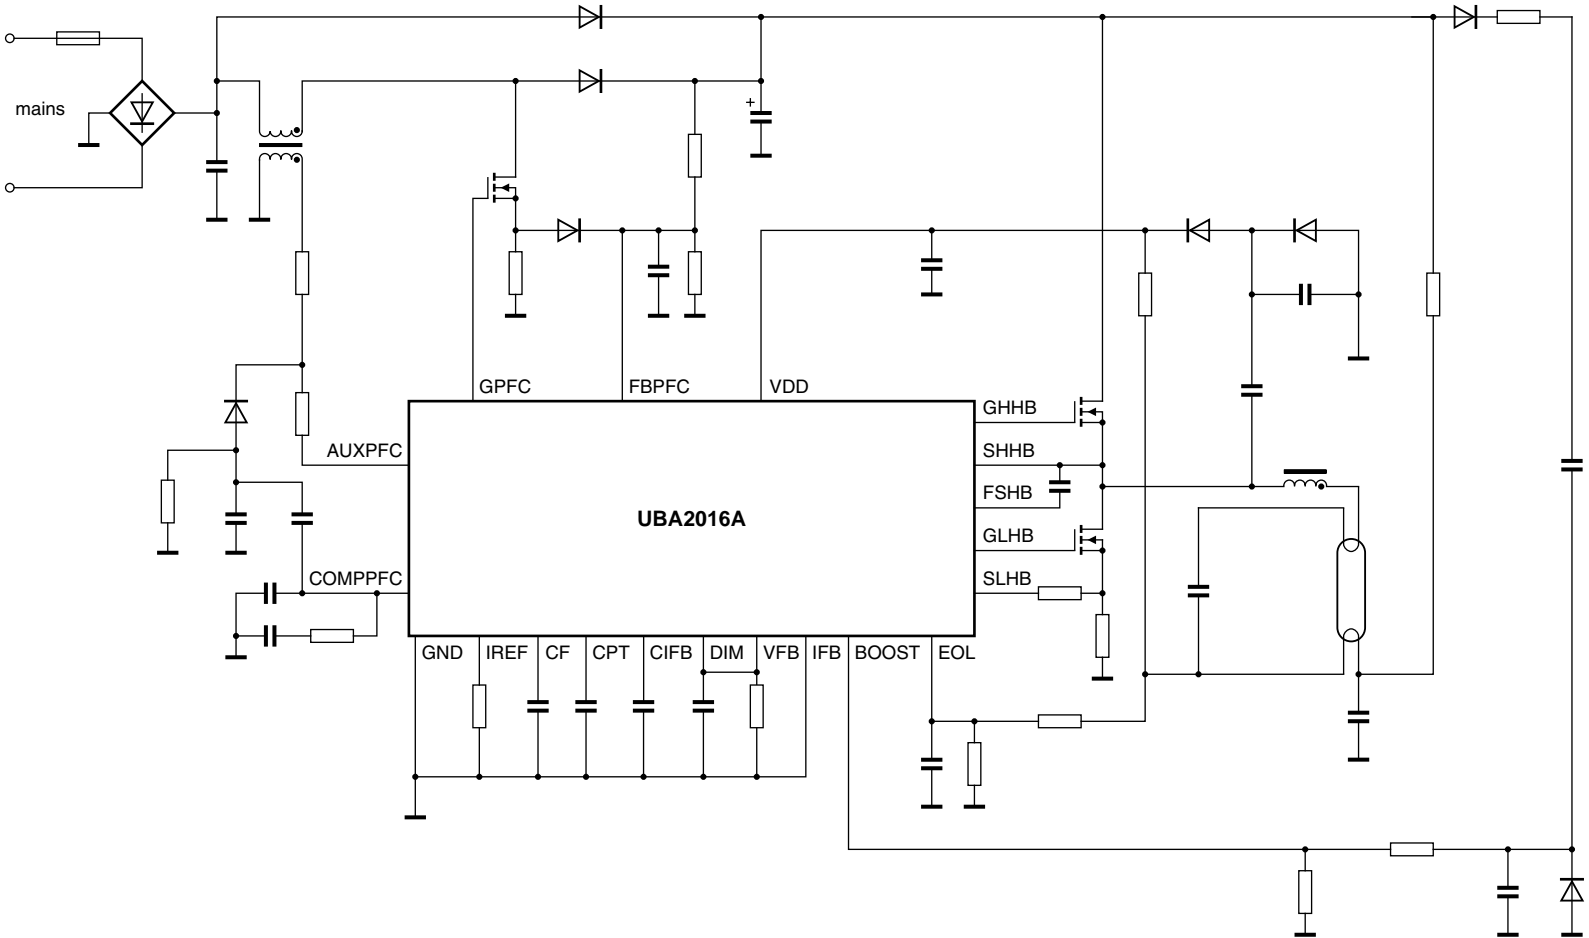 mains
+
GPFC
FBPFC
VDD
GHHB
AUXPFC
SHHB
FSHB
UBA2016A
GLHB
COMPPFC
SLHB
GND
IREF
CF
CPT
CIFB
DIM
VFB
IFB
BOOST
EOL